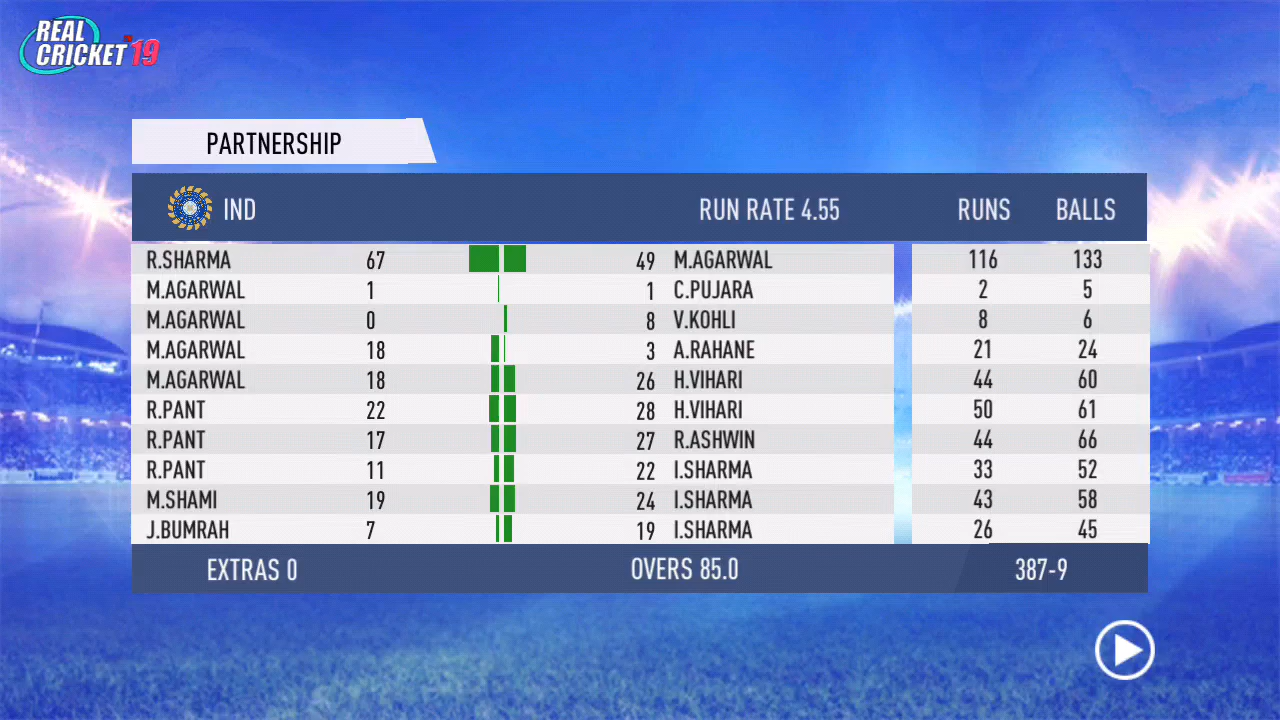 REAL
CRICKET™19
PARTNERSHIP
IND RUN RATE 4.55 RUNS BALLS
R.SHARMA 67 49 M.AGARWAL 116 133
M.AGARWAL 1 1 C.PUJARA 2 5
M.AGARWAL 0 8 V.KOHLI 8 6
M.AGARWAL 18 3 A.RAHANE 21 24
M.AGARWAL 18 26 H.VIHARI 44 60
R.PANT 22 28 H.VIHARI 50 61
R.PANT 17 27 R.ASHWIN 44 66
R.PANT 11 22 I.SHARMA 33 52
M.SHAMI 19 24 I.SHARMA 43 58
J.BUMRAH 7 19 I.SHARMA 26 45
EXTRAS 0 OVERS 85.0 387-9